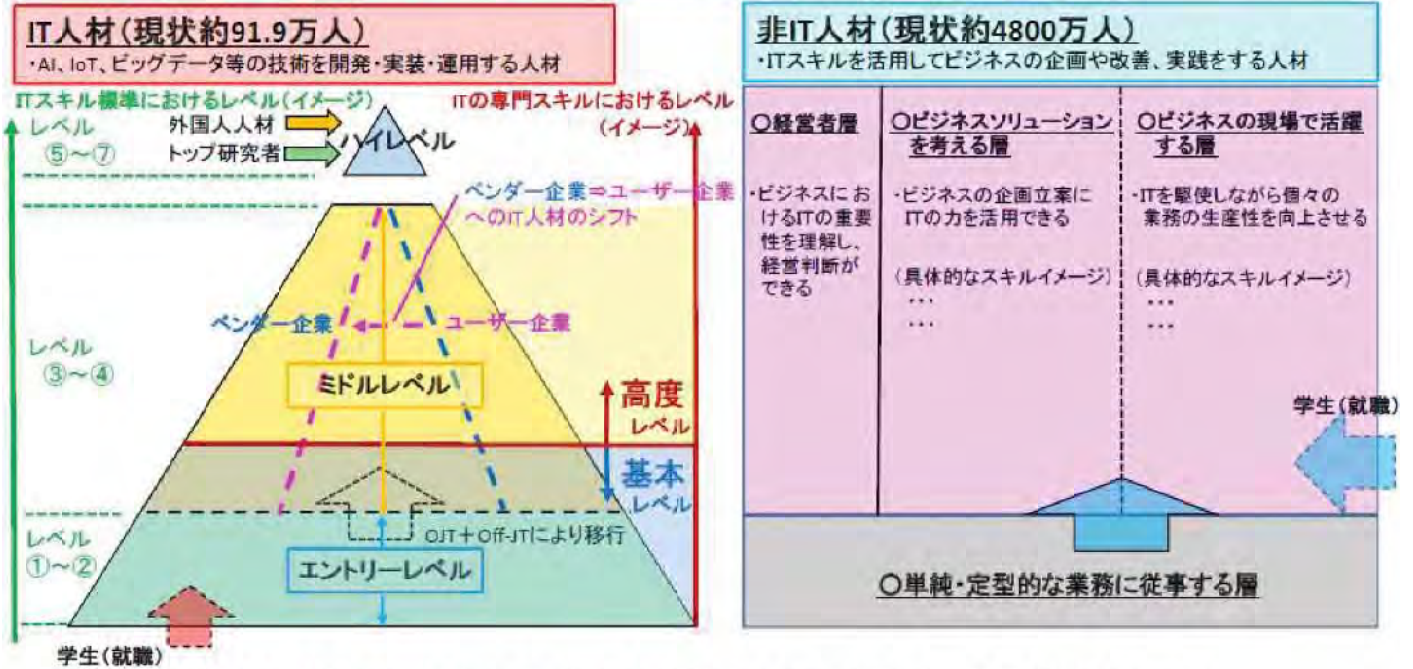 IT人材(現状約91.9万人)
・AI、IoT、ビッグデータ等の技術を開発・実装・運用する人材
ITスキル標準におけるレベル(イメージ)
ITの専門スキルにおけるレベル
(イメージ)
レベル
⑤～⑦
外国人人材
トップ研究者
ハイレベル
ベンダー企業⇒ユーザー企業
へのIT人材のシフト
ベンダー企業
ユーザー企業
レベル
③～④
ミドルレベル
高度
レベル
基本
レベル
OJT+Off-JTにより移行
レベル
①～②
エントリーレベル
学生(就職)
非IT人材(現状約4800万人)
・ITスキルを活用してビジネスの企画や改善、実践をする人材
○経営者層
・ビジネスにお
けるITの重要
性を理解し、
経営判断が
できる
○ビジネスソリューション
を考える層
・ビジネスの企画立案に
ITの力を活用できる
(具体的なスキルイメージ)
・・・
・・・
○ビジネスの現場で活躍
する層
・ITを駆使しながら個々の
業務の生産性を向上させる
(具体的なスキルイメージ)
・・・
・・・
学生(就職)
○単純・定型的な業務に従事する層